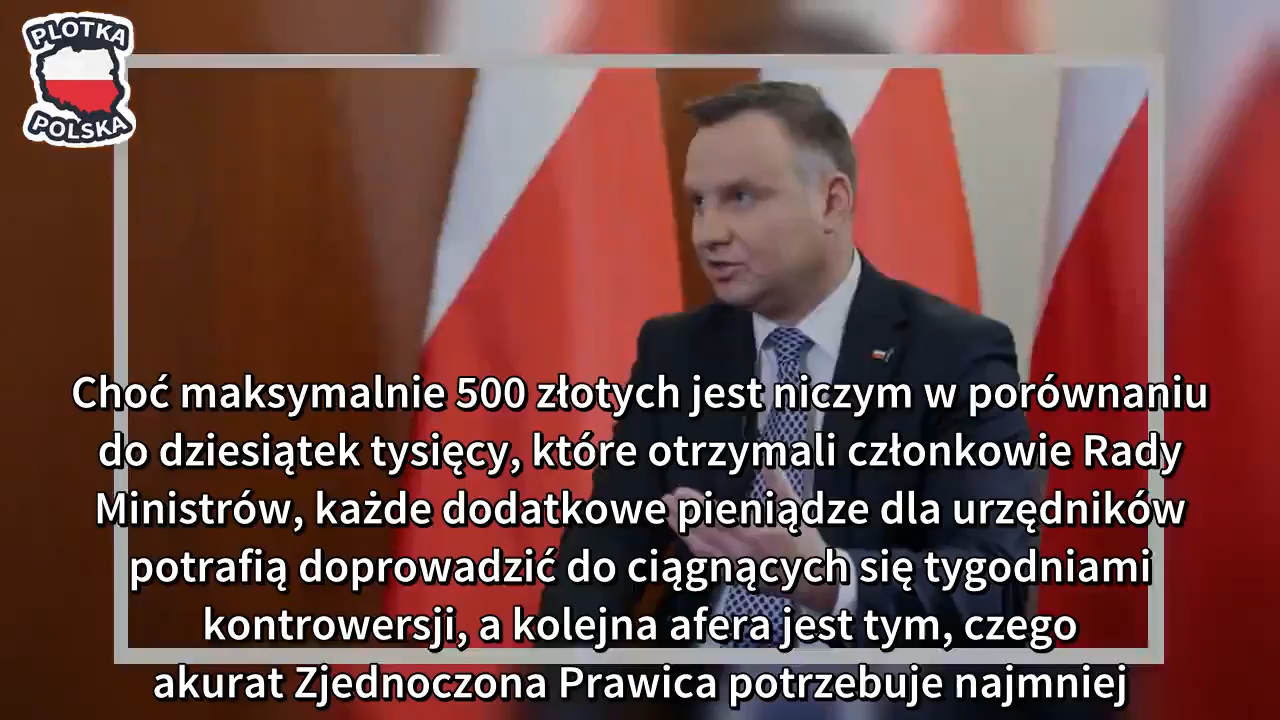 PLOTKA
POLSKA
Choć maksymalnie 500 złotych jest niczym w porównaniu
do dziesiątek tysięcy, które otrzymali członkowie Rady
Ministrów, każde dodatkowe pieniądze dla urzędników
potrafią doprowadzić do ciągnących się tygodniami
kontrowersji, a kolejna afera jest tym, czego
akurat Zjednoczona Prawica potrzebuje najmniej